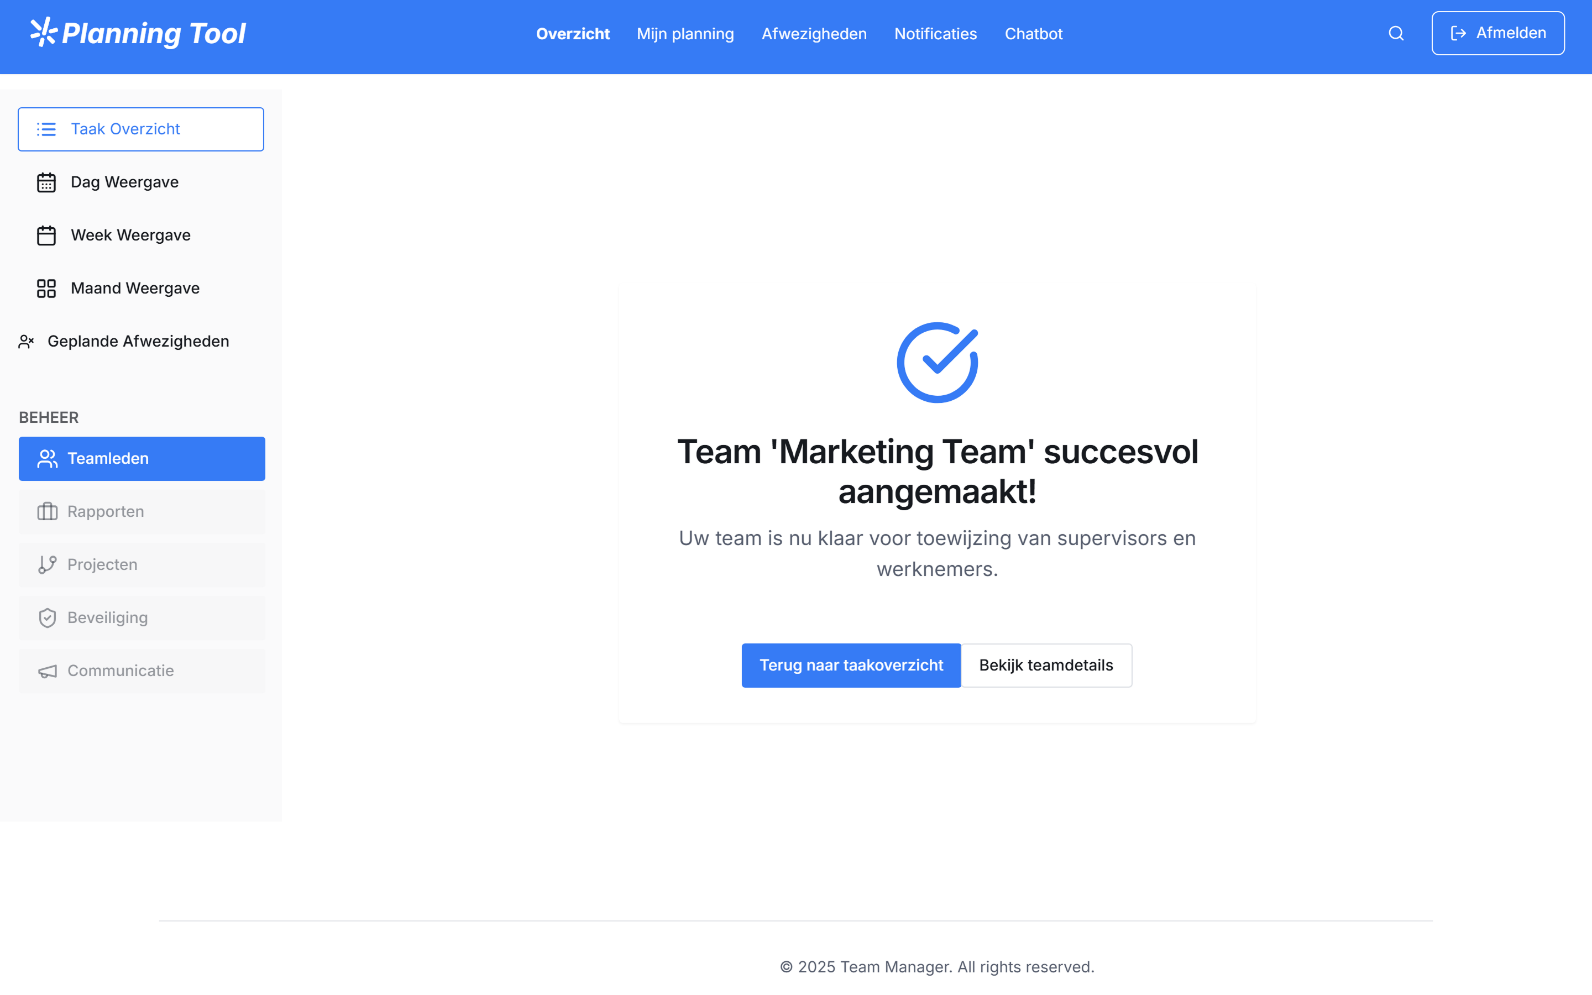 Planning Tool
Overzicht
Mijn planning
Afwezigheden
Notificaties
Chatbot
Afmelden
Taak Overzicht
Dag Weergave
Week Weergave
Maand Weergave
Geplande Afwezigheden
BEHEER
Teamleden
Rapporten
Projecten
Beveiliging
Communicatie
Team 'Marketing Team' succesvol
aangemaakt!
Uw team is nu klaar voor toewijzing van supervisors en
werknemers.
Terug naar taakoverzicht
Bekijk teamdetails
© 2025 Team Manager. All rights reserved.